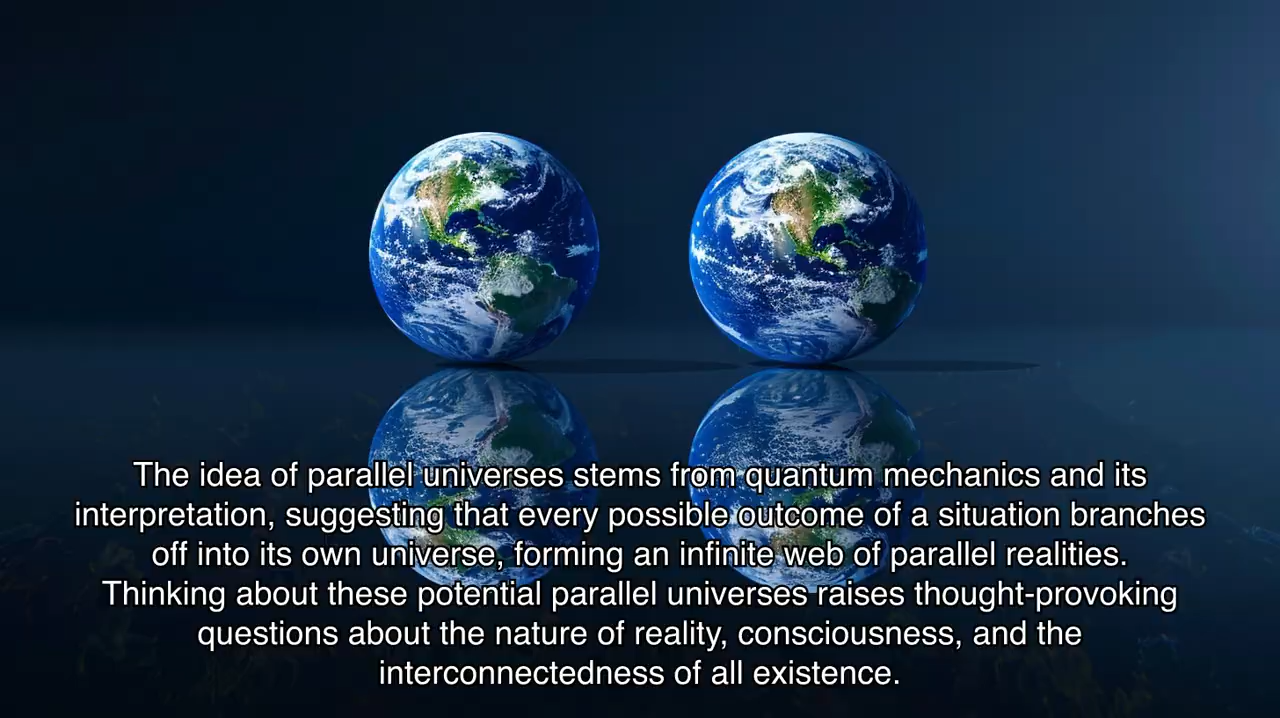 The idea of parallel universes stems from quantum mechanics and its
interpretation, suggesting that every possible outcome of a situation branches
off into its own universe, forming an infinite web of parallel realities.
Thinking about these potential parallel universes raises thought-provoking
questions about the nature of reality, consciousness, and the
interconnectedness of all existence.